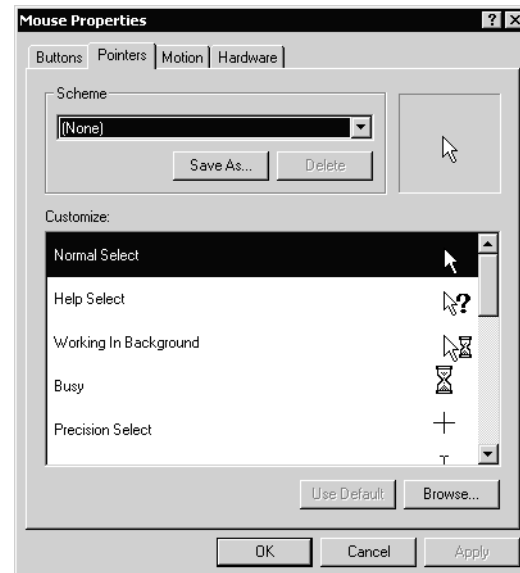 Mouse Properties
Buttons Pointers Motion Hardware
Scheme
(None)
Save As... Delete
Customize:
Normal Select
Help Select
Working In Background
Busy
Precision Select
Use Default Browse...
OK Cancel Apply